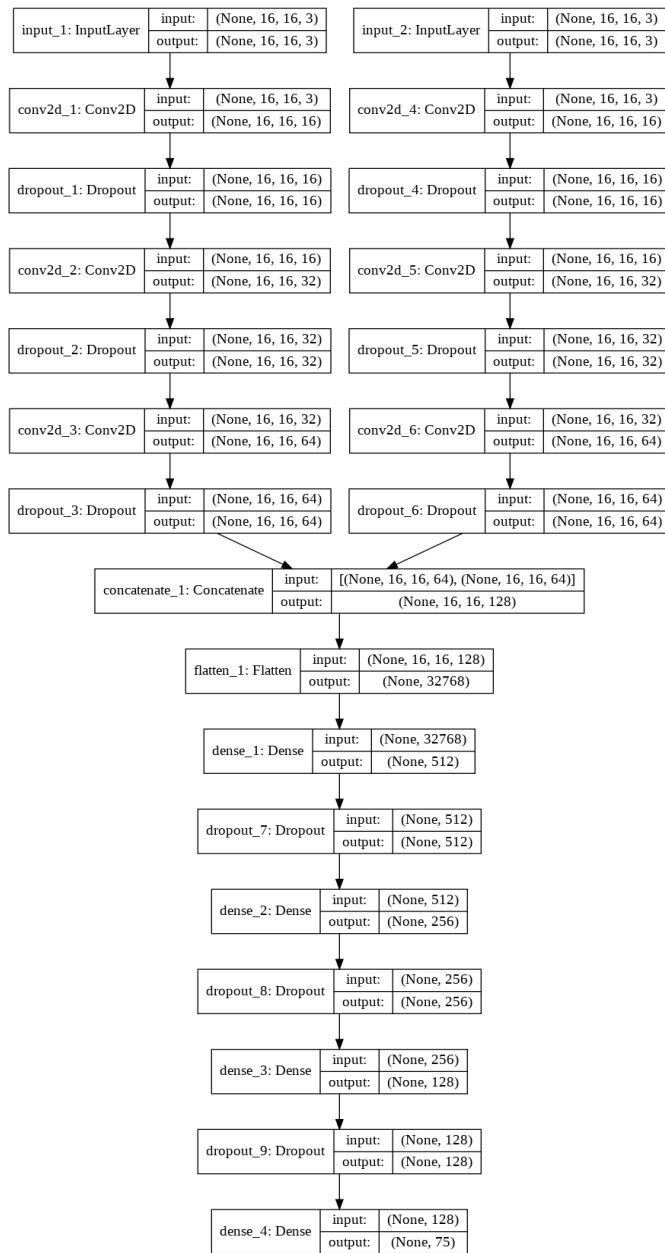 input_1: InputLayer
input: (None, 16, 16, 3)
output: (None, 16, 16, 3)
input_2: InputLayer
input: (None, 16, 16, 3)
output: (None, 16, 16, 3)
conv2d_1: Conv2D
input: (None, 16, 16, 3)
output: (None, 16, 16, 16)
conv2d_4: Conv2D
input: (None, 16, 16, 3)
output: (None, 16, 16, 16)
dropout_1: Dropout
input: (None, 16, 16, 16)
output: (None, 16, 16, 16)
dropout_4: Dropout
input: (None, 16, 16, 16)
output: (None, 16, 16, 16)
conv2d_2: Conv2D
input: (None, 16, 16, 16)
output: (None, 16, 16, 32)
conv2d_5: Conv2D
input: (None, 16, 16, 16)
output: (None, 16, 16, 32)
dropout_2: Dropout
input: (None, 16, 16, 32)
output: (None, 16, 16, 32)
dropout_5: Dropout
input: (None, 16, 16, 32)
output: (None, 16, 16, 32)
conv2d_3: Conv2D
input: (None, 16, 16, 32)
output: (None, 16, 16, 64)
conv2d_6: Conv2D
input: (None, 16, 16, 32)
output: (None, 16, 16, 64)
dropout_3: Dropout
input: (None, 16, 16, 64)
output: (None, 16, 16, 64)
dropout_6: Dropout
input: (None, 16, 16, 64)
output: (None, 16, 16, 64)
concatenate_1: Concatenate
input: [(None, 16, 16, 64), (None, 16, 16, 64)]
output: (None, 16, 16, 128)
flatten_1: Flatten
input: (None, 16, 16, 128)
output: (None, 32768)
dense_1: Dense
input: (None, 32768)
output: (None, 512)
dropout_7: Dropout
input: (None, 512)
output: (None, 512)
dense_2: Dense
input: (None, 512)
output: (None, 256)
dropout_8: Dropout
input: (None, 256)
output: (None, 256)
dense_3: Dense
input: (None, 256)
output: (None, 128)
dropout_9: Dropout
input: (None, 128)
output: (None, 128)
dense_4: Dense
input: (None, 128)
output: (None, 75)